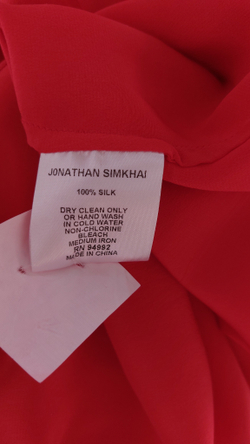 JONATHAN SIMKHAI
100% SILK
DRY CLEAN ONLY
OR HAND WASH
IN COLD WATER
NON-CHLORINE
BLEACH
MEDIUM IRON
RN 94992
MADE IN CHINA